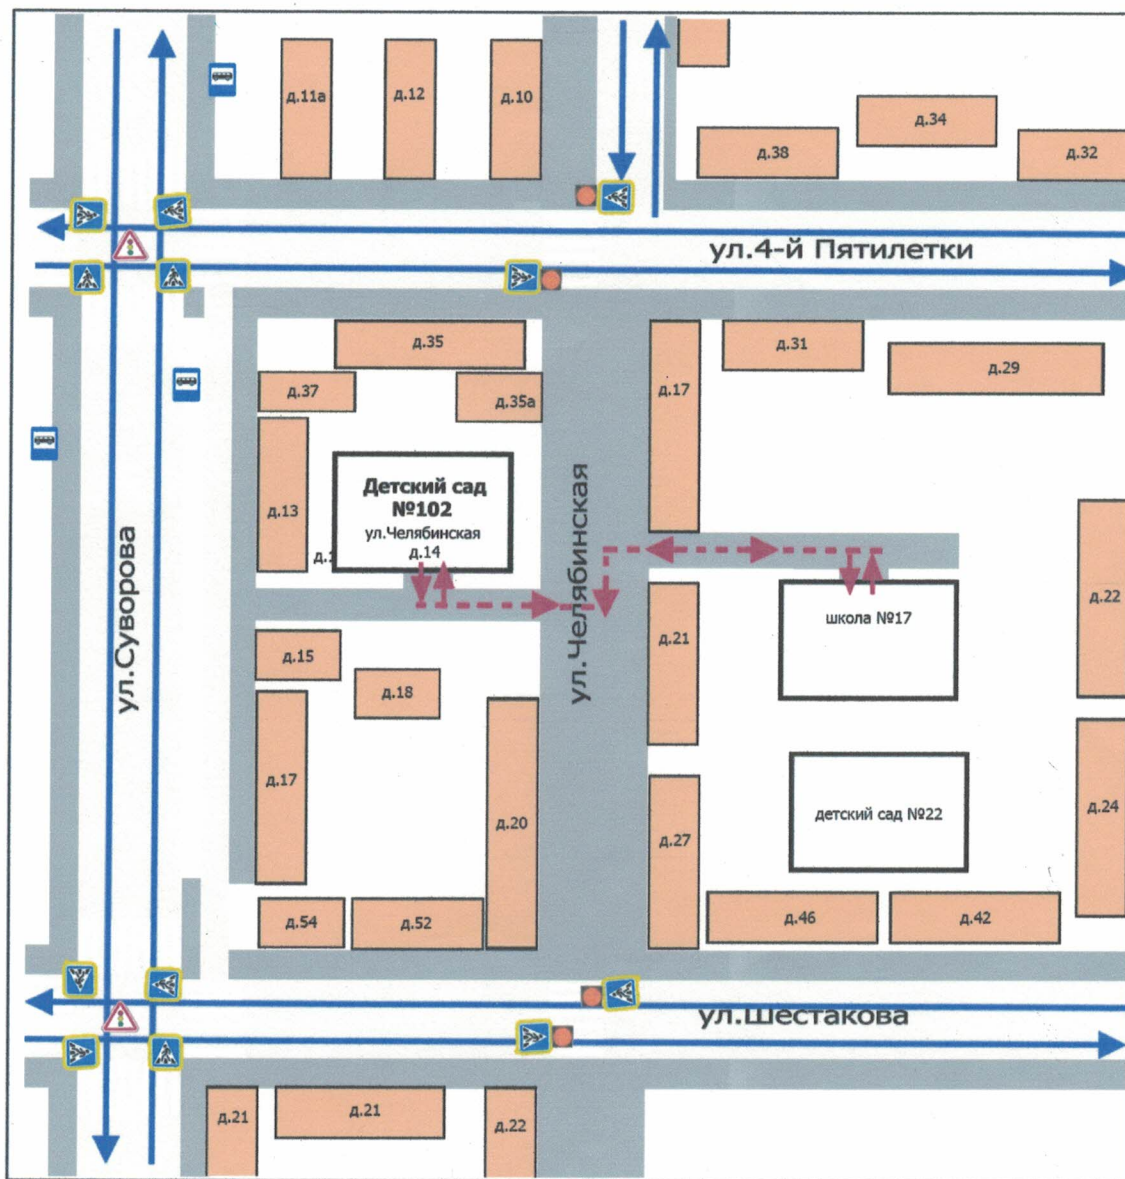 д.11а
д.12
д.10
д.38
д.34
д.32
ул.4-й Пятилетки
д.35
д.37
д.35а
д.13
Детский сад
№102
ул.Челябинская
д.14
д.1
д.17
д.31
д.29
ул.Суворова
ул.Челябинская
д.15
д.18
д.17
д.20
д.54
д.52
д.21
школа №17
д.22
детский сад №22
д.27
д.24
д.46
д.42
ул.Шестакова
д.21
д.21
д.22